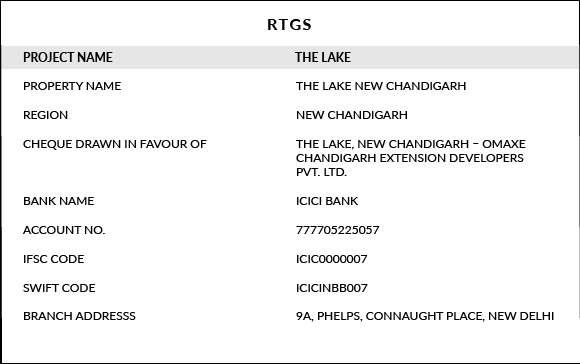 RTGS
PROJECT NAME THE LAKE
PROPERTY NAME THE LAKE NEW CHANDIGARH
REGION NEW CHANDIGARH
CHEQUE DRAWN IN FAVOUR OF THE LAKE, NEW CHANDIGARH – OMAXE
CHANDIGARH EXTENSION DEVELOPERS
PVT. LTD.
BANK NAME ICICI BANK
ACCOUNT NO. 777705225057
IFSC CODE ICIC0000007
SWIFT CODE ICICINBB007
BRANCH ADDRESSS 9A, PHELPS, CONNAUGHT PLACE, NEW DELHI